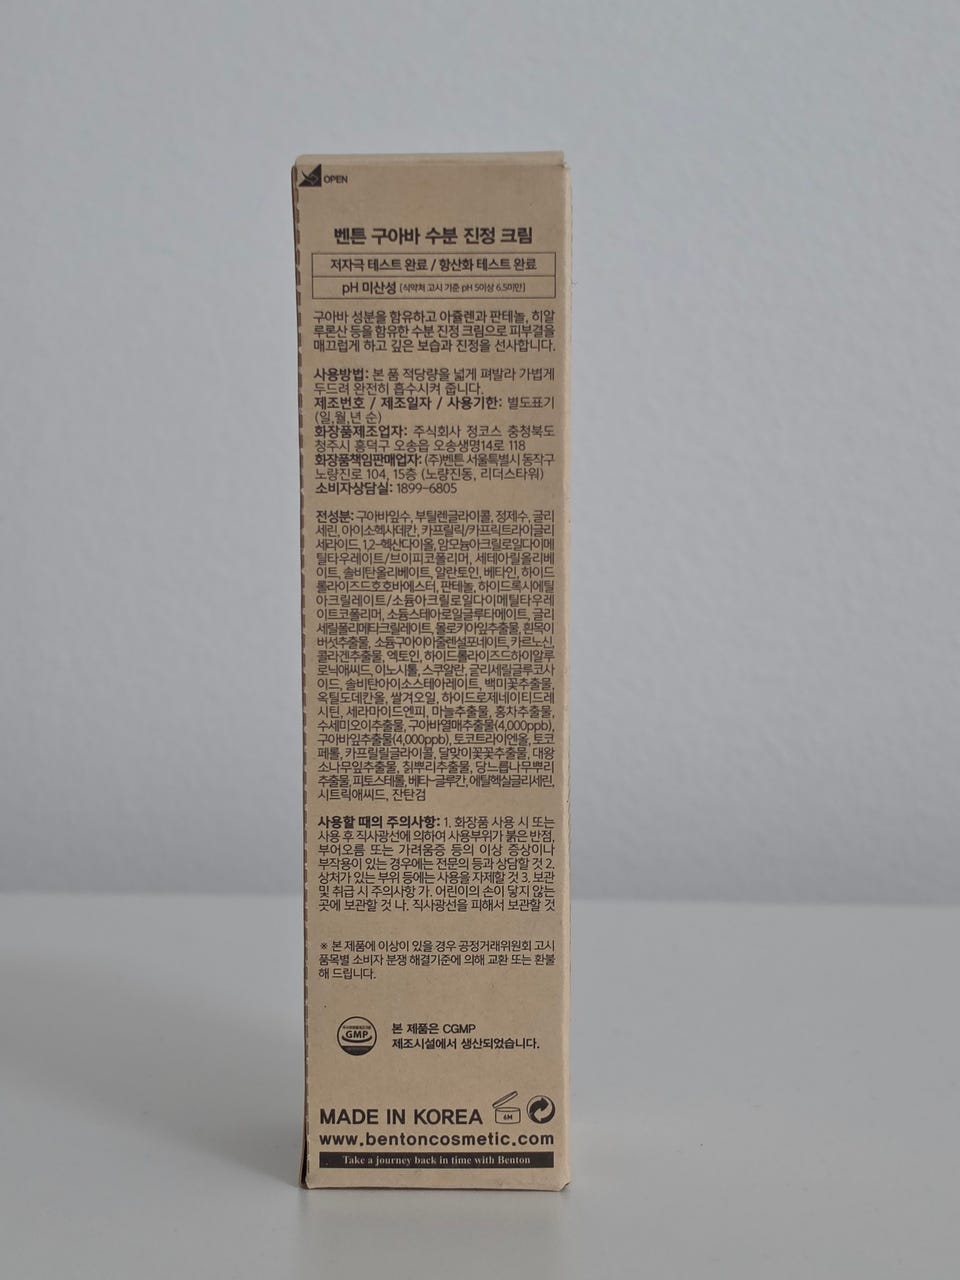 OPEN
벤튼 구아바 수분 진정 크림
저자극 테스트 완료 / 항산화 테스트 완료
pH 미산성 [식약처 고시 기준 pH 5이상 6.5미만]
구아바 성분을 함유하고 아쥴렌과 판테놀, 히알
루론산 등을 함유한 수분 진정 크림으로 피부결을
매끄럽게 하고 깊은 보습과 진정을 선사합니다.
사용방법: 본 품 적당량을 넓게 펴발라 가볍게
두드려 완전히 흡수시켜 줍니다.
제조번호 / 제조일자 / 사용기한: 별도표기
(일,월,년 순)
화장품제조업자: 주식회사 정코스 충청북도
청주시 흥덕구 오송읍 오송생명14로 118
화장품책임판매업자: (주)벤튼 서울특별시 동작구
노량진로 104, 15층 (노량진동, 리더스타워)
소비자상담실: 1899-6805
전성분: 구아바잎수, 부틸렌글라이콜, 정제수, 글리
세린, 아이소헥사데칸, 카프릴릭/카프릭트라이글리
세라이드, 1,2-헥산다이올, 암모늄아크릴로일다이메
틸타우레이트/브이피코폴리머, 세테아릴올리베
이트, 솔비탄올리베이트, 알란토인, 베타인, 하이드
롤라이즈드호호바에스터, 판테놀, 하이드록시에틸
아크릴레이트/소듐아크릴로일다이메틸타우레
이트코폴리머, 소듐스테아로일글루타메이트, 글리
세릴폴리메타크릴레이트, 몰로키아잎추출물, 흰목이
버섯추출물, 소듐구아이아줄렌설포네이트, 카르노신,
콜라겐추출물, 엑토인, 하이드롤라이즈드하이알루
로닉애씨드, 이노시톨, 스쿠알란, 글리세릴글루코사
이드, 솔비탄아이소스테아레이트, 백미꽃추출물,
옥틸도데칸올, 쌀겨오일, 하이드로제네이티드레
시틴, 세라마이드엔피, 마늘추출물, 홍차추출물,
수세미오이추출물, 구아바열매추출물(4,000ppb),
구아바잎추출물(4,000ppb), 토코트라이엔올, 토코
페롤, 카프릴릴글라이콜, 달맞이꽃꽃추출물, 대왕
소나무잎추출물, 칡뿌리추출물, 당느릅나무뿌리
추출물, 피토스테롤, 베타-글루칸, 에틸헥실글리세린,
시트릭애씨드, 잔탄검
사용할 때의 주의사항: 1. 화장품 사용 시 또는
사용 후 직사광선에 의하여 사용부위가 붉은 반점,
부어오름 또는 가려움증 등의 이상 증상이나
부작용이 있는 경우에는 전문의 등과 상담할 것 2.
상처가 있는 부위 등에는 사용을 자제할 것 3. 보관
및 취급 시 주의사항 가. 어린이의 손이 닿지 않는
곳에 보관할 것 나. 직사광선을 피해서 보관할 것
※ 본 제품에 이상이 있을 경우 공정거래위원회 고시
품목별 소비자 분쟁 해결기준에 의해 교환 또는 환불
해 드립니다.
GMP
본 제품은 CGMP
제조시설에서 생산되었습니다.
MADE IN KOREA
6M
www.bentoncosmetic.com
Take a journey back in time with Benton